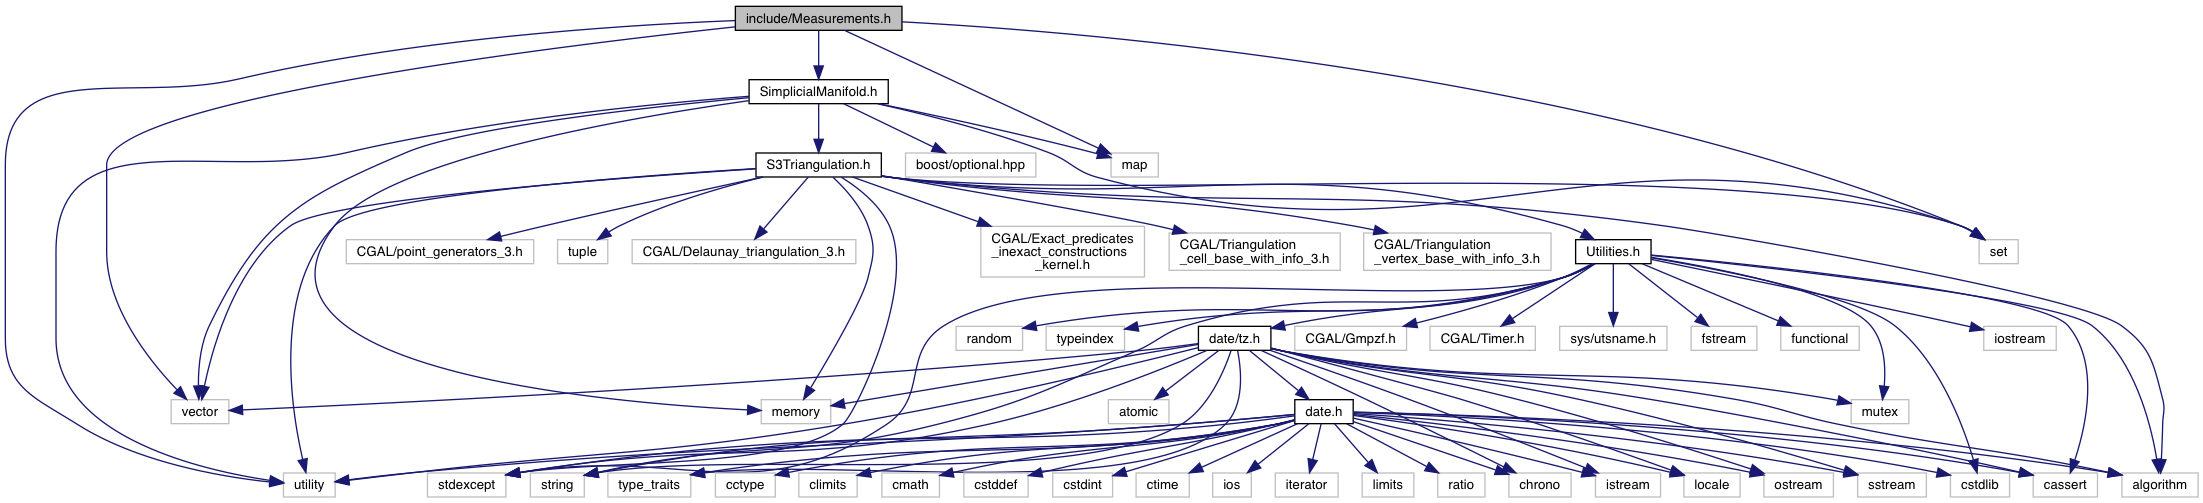 include/Measurements.h
SimplicialManifold.h
S3Triangulation.h
boost/optional.hpp
map
CGAL/point_generators_3.h
tuple
CGAL/Delaunay_triangulation_3.h
CGAL/Exact_predicates
_inexact_constructions
_kernel.h
CGAL/Triangulation
_cell_base_with_info_3.h
CGAL/Triangulation
_vertex_base_with_info_3.h
Utilities.h
set
random
typeindex
date/tz.h
CGAL/Gmpzf.h
CGAL/Timer.h
sys/utsname.h
fstream
functional
iostream
vector
memory
atomic
date.h
mutex
utility
stdexcept
string
type_traits
cctype
climits
cmath
cstddef
cstdint
ctime
ios
iterator
limits
ratio
chrono
istream
locale
ostream
sstream
cstdlib
cassert
algorithm